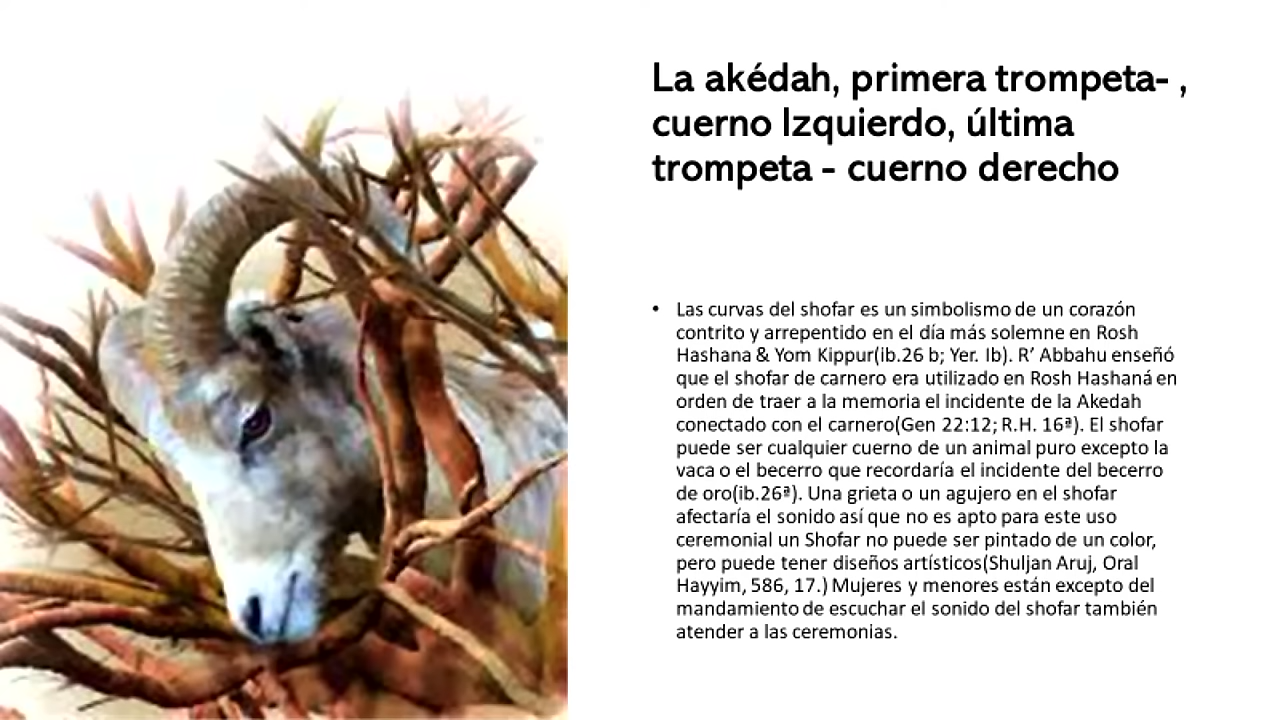 La akédah, primera trompeta- ,
cuerno Izquierdo, última
trompeta - cuerno derecho
• Las curvas del shofar es un simbolismo de un corazón
contrito y arrepentido en el día más solemne en Rosh
Hashana & Yom Kippur(ib.26 b; Yer. Ib). R’ Abbahu enseñó
que el shofar de carnero era utilizado en Rosh Hashaná en
orden de traer a la memoria el incidente de la Akedah
conectado con el carnero(Gen 22:12; R.H. 16ª). El shofar
puede ser cualquier cuerno de un animal puro excepto la
vaca o el becerro que recordaría el incidente del becerro
de oro(ib.26ª). Una grieta o un agujero en el shofar
afectaría el sonido así que no es apto para este uso
ceremonial un Shofar no puede ser pintado de un color,
pero puede tener diseños artísticos(Shuljan Aruj, Oral
Hayyim, 586, 17.) Mujeres y menores están excepto del
mandamiento de escuchar el sonido del shofar también
atender a las ceremonias.